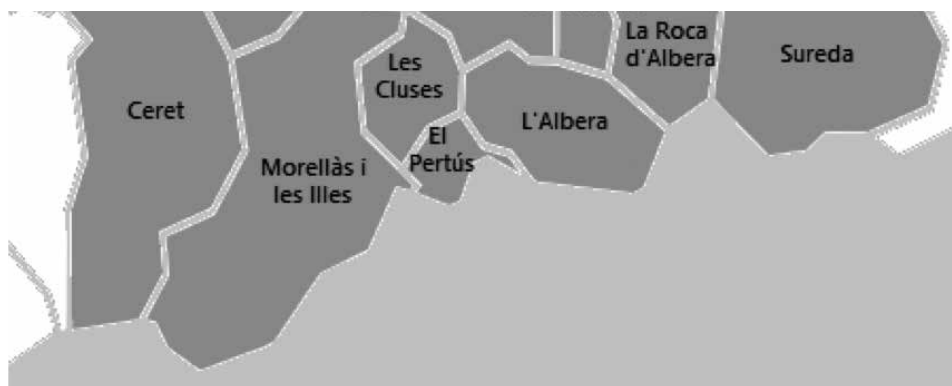 La Roca
d'Albera
Sureda
Les
Cluses
Ceret
L'Albera
El
Pertús
Morellàs i
les Illes